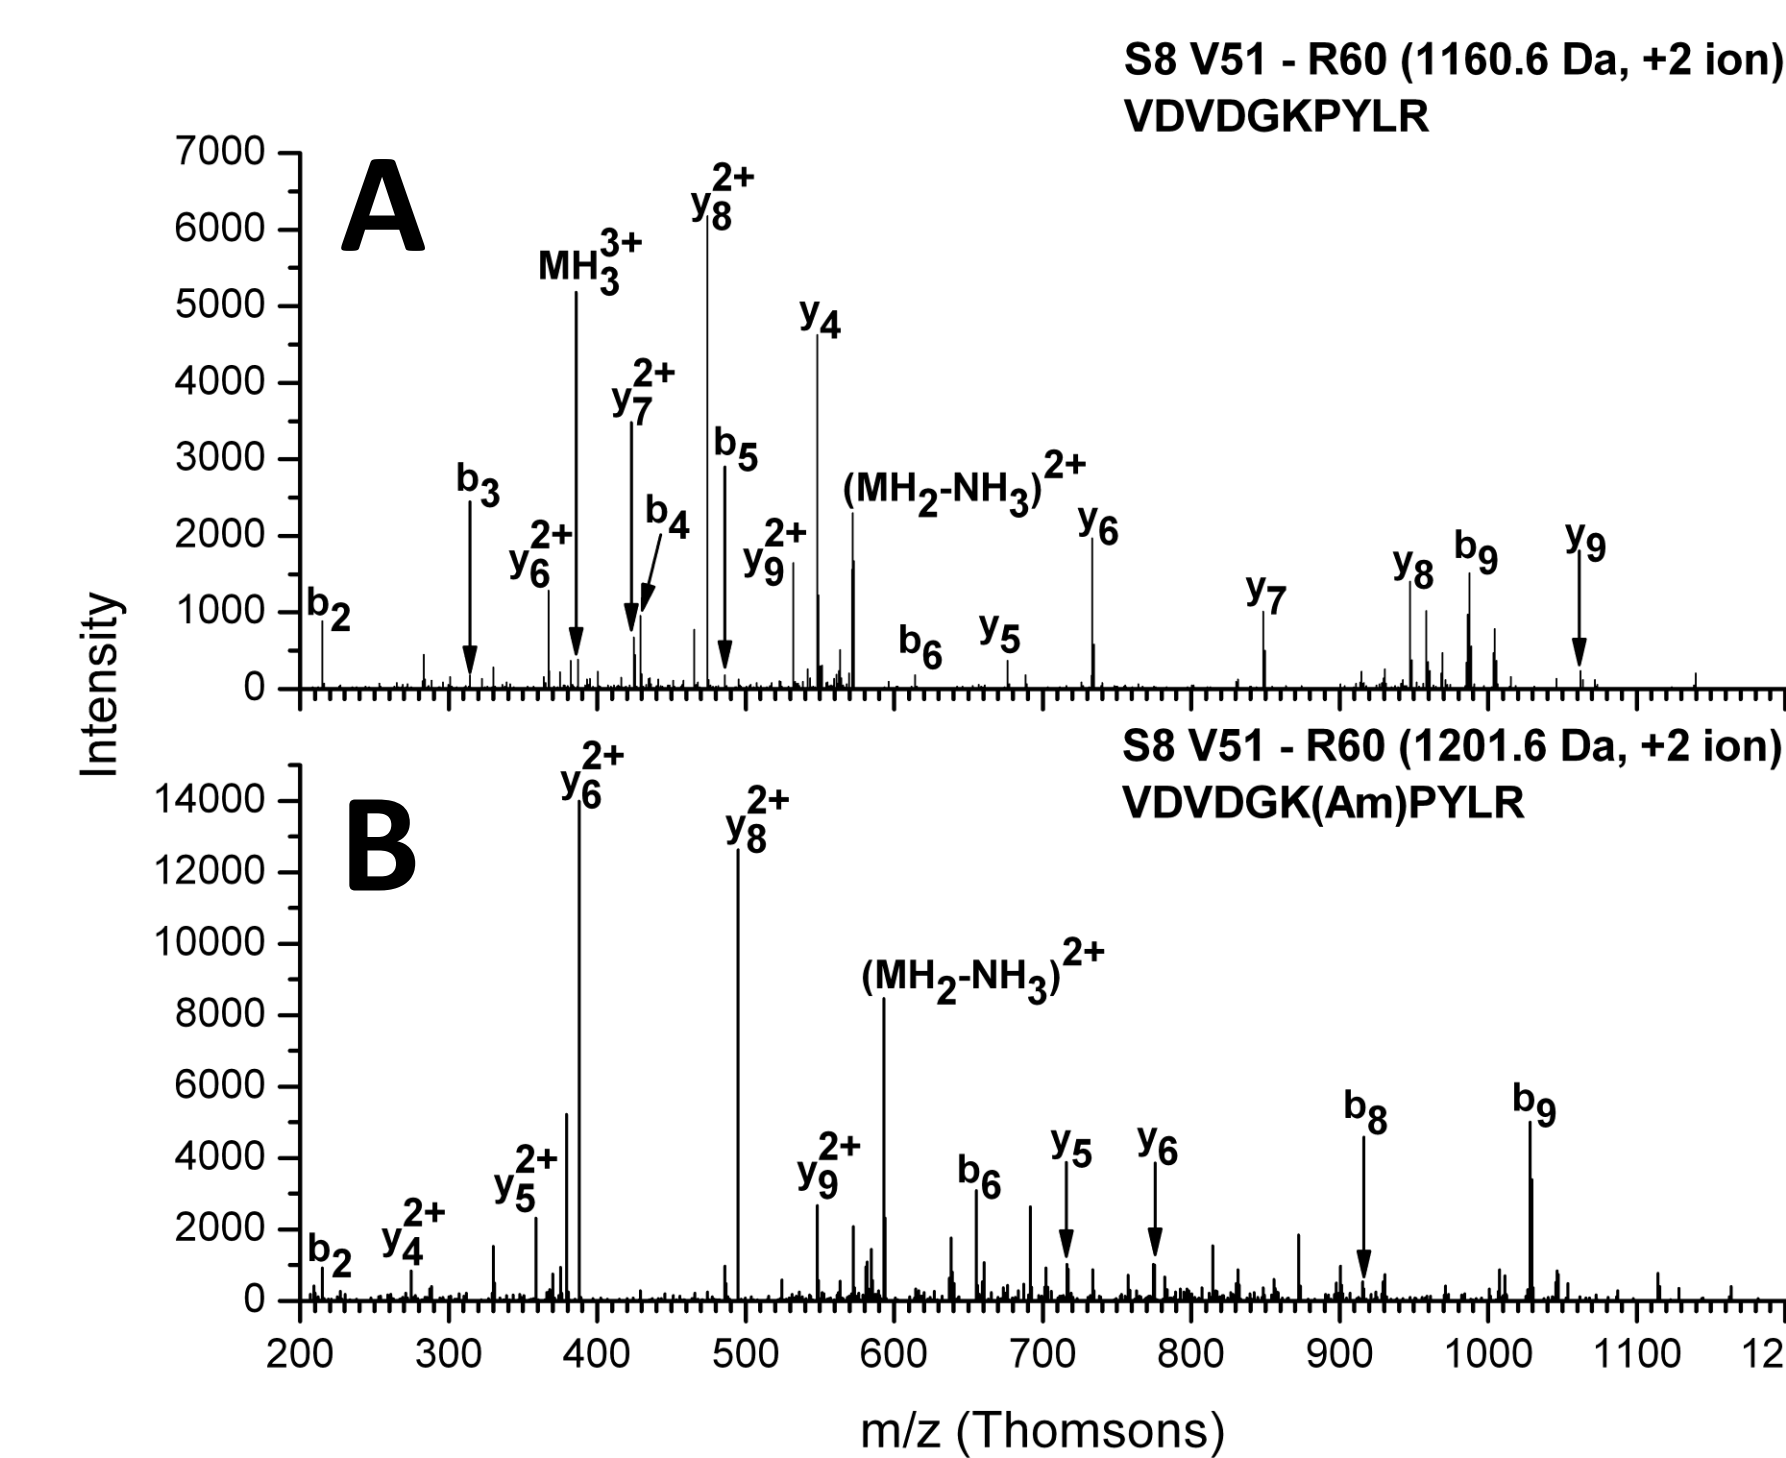 S8 V51 - R60 (1160.6 Da, +2 ion)
VDVDGKPYLR
A
7000
6000
5000
4000
3000
2000
1000
0
b2
b3
y6 2+
MH3 3+
y7 2+
b4
y8 2+
b5
y9 2+
y4
(MH2-NH3)2+
b6
y5
y6
y7
y8
b9
y9
Intensity
S8 V51 - R60 (1201.6 Da, +2 ion)
VDVDGK(Am)PYLR
B
14000
12000
10000
8000
6000
4000
2000
0
b2
y4 2+
y5 2+
y6 2+
y8 2+
y9 2+
(MH2-NH3)2+
b6
y5
y6
b8
b9
200 300 400 500 600 700 800 900 1000 1100 12
m/z (Thomsons)